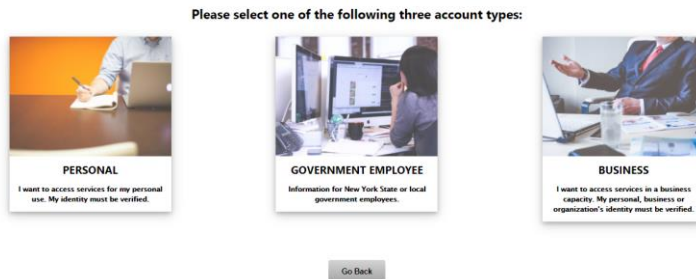 Please select one of the following three account types:
PERSONAL
I want to access services for my personal
use. My identity must be verified.
GOVERNMENT EMPLOYEE
Information for New York State or local
government employees.
BUSINESS
I want to access services in a business
capacity. My personal, business or
organization's identity must be verified.
Go Back